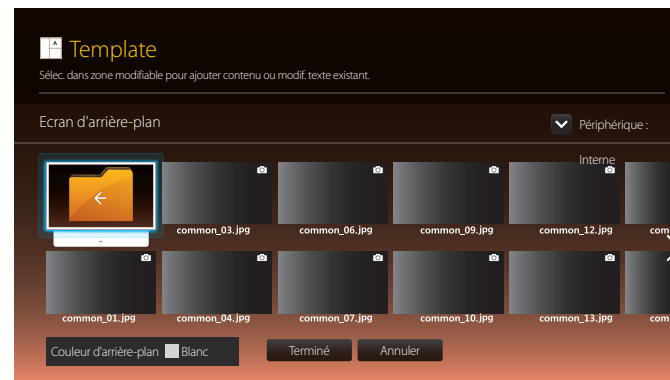 Template
Sélec. dans zone modifiable pour ajouter contenu ou modif. texte existant.
Ecran d'arrière-plan
Périphérique :
Interne
common_03.jpg common_06.jpg common_09.jpg common_12.jpg com
..
common_01.jpg common_04.jpg common_07.jpg common_10.jpg common_13.jpg com
Couleur d'arrière-plan Blanc Terminé Annuler